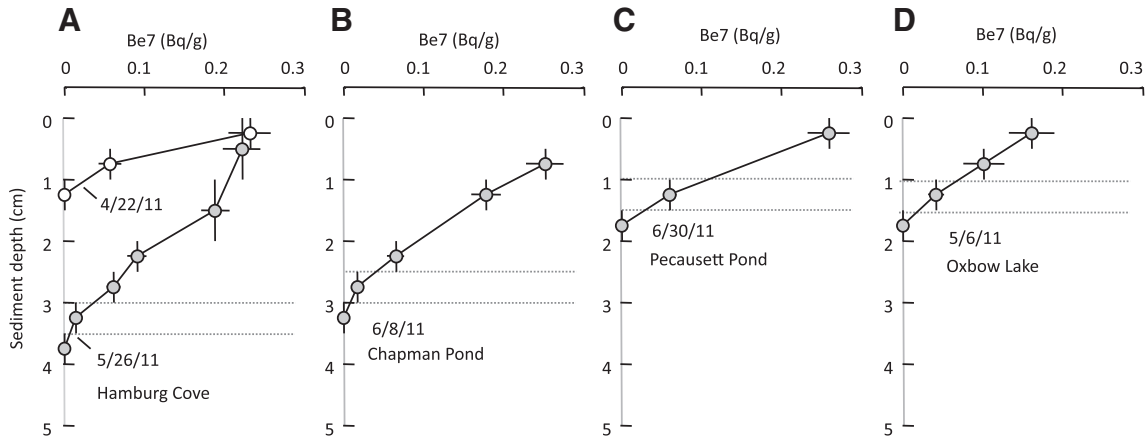 A
B
C
D
Be7 (Bq/g)
Be7 (Bq/g)
Be7 (Bq/g)
Be7 (Bq/g)
0 0.1 0.2 0.3
0 0.1 0.2 0.3
0 0.1 0.2 0.3
0 0.1 0.2 0.3
Sediment depth (cm)
0
1
2
3
4
5
4/22/11
5/26/11
Hamburg Cove
0
1
2
3
4
5
6/8/11
Chapman Pond
0
1
2
3
4
5
6/30/11
Pecausett Pond
0
1
2
3
4
5
5/6/11
Oxbow Lake